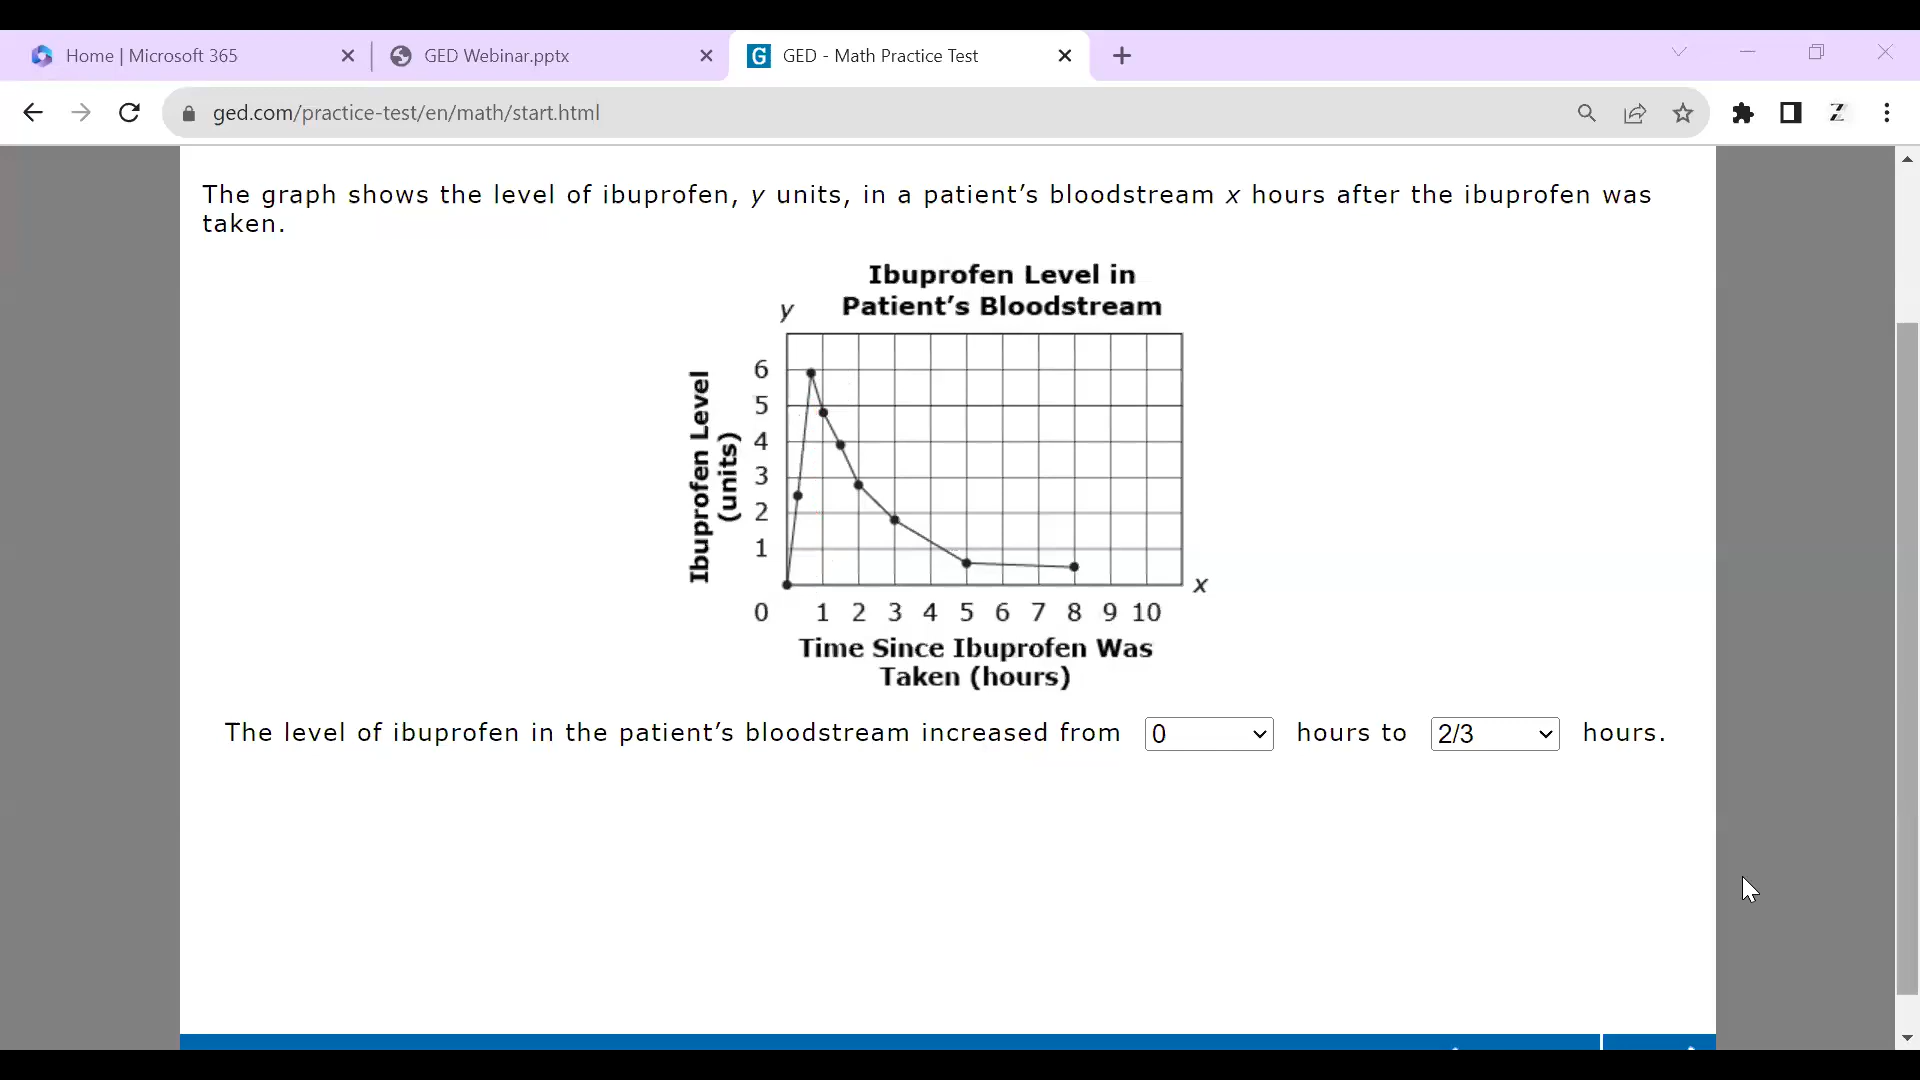 Home | Microsoft 365
GED Webinar.pptx
G GED - Math Practice Test
ged.com/practice-test/en/math/start.html
The graph shows the level of ibuprofen, y units, in a patient’s bloodstream x hours after the ibuprofen was
taken.
Ibuprofen Level in
Patient’s Bloodstream
y
Ibuprofen Level
(units)
6
5
4
3
2
1
x
0 1 2 3 4 5 6 7 8 9 10
Time Since Ibuprofen Was
Taken (hours)
The level of ibuprofen in the patient’s bloodstream increased from 0 hours to 2/3 hours.